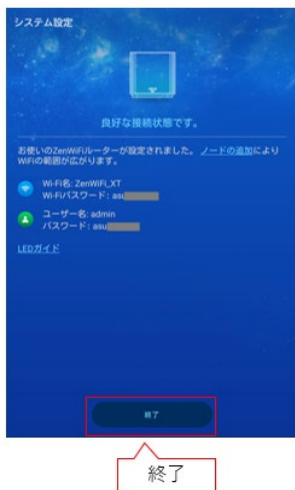 システム設定
良好な接続状態です。
お使いのZenWiFiルーターが設定されました。 ノードの追加により
WiFiの範囲が広がります。
Wi-Fi名: ZenWiFi_XT
Wi-Fiパスワード: asu
ユーザー名: admin
パスワード: asu
LEDガイド
終了
終了